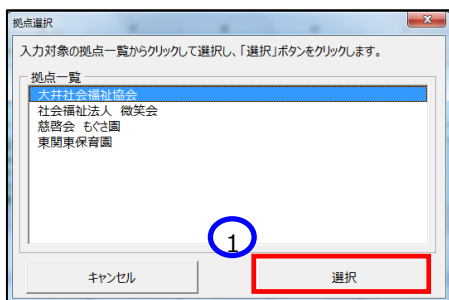 拠点選択
入力対象の拠点一覧からクリックして選択し、「選択」ボタンをクリックします。
拠点一覧
大井社会福祉協会
社会福祉法人 微笑会
慈啓会 もぐさ園
東関東保育園
1
キャンセル
選択